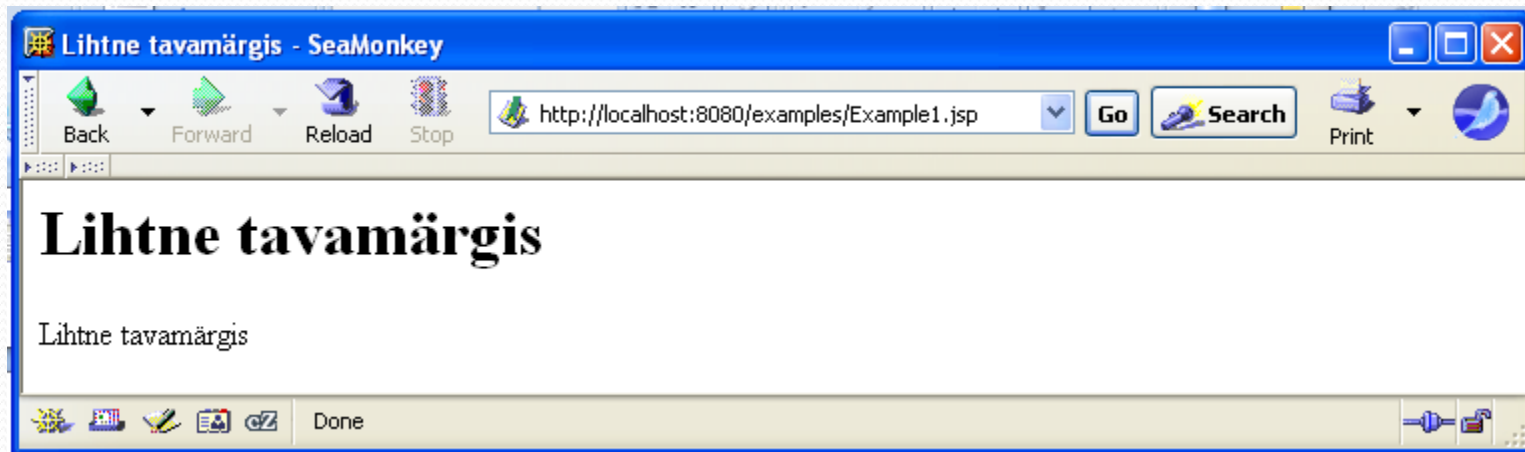 Lihtne tavamärgis - SeaMonkey
Back Forward Reload Stop http://localhost:8080/examples/Example1.jsp Go Search Print
Lihtne tavamärgis
Lihtne tavamärgis
cZ Done